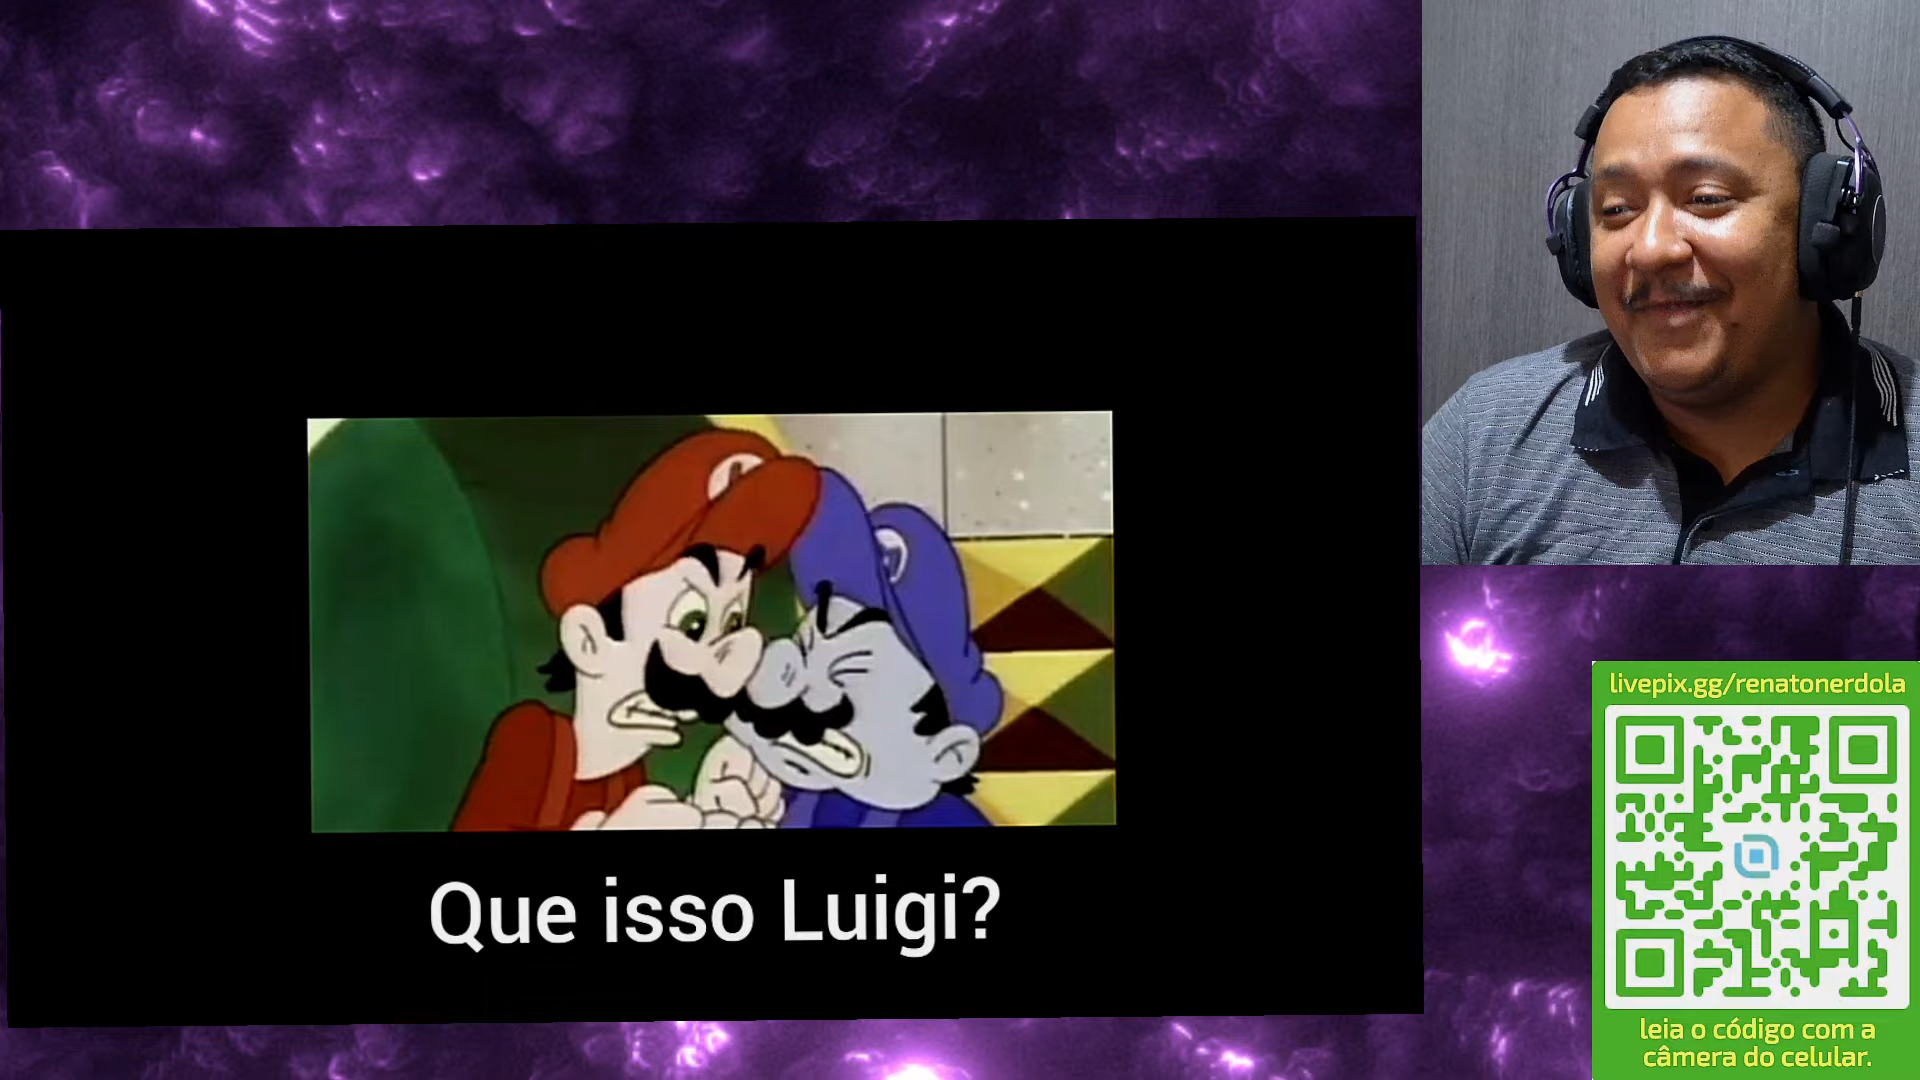 Que isso Luigi?
livepix.gg/renatonerdola
leia o código com a
câmera do celular.